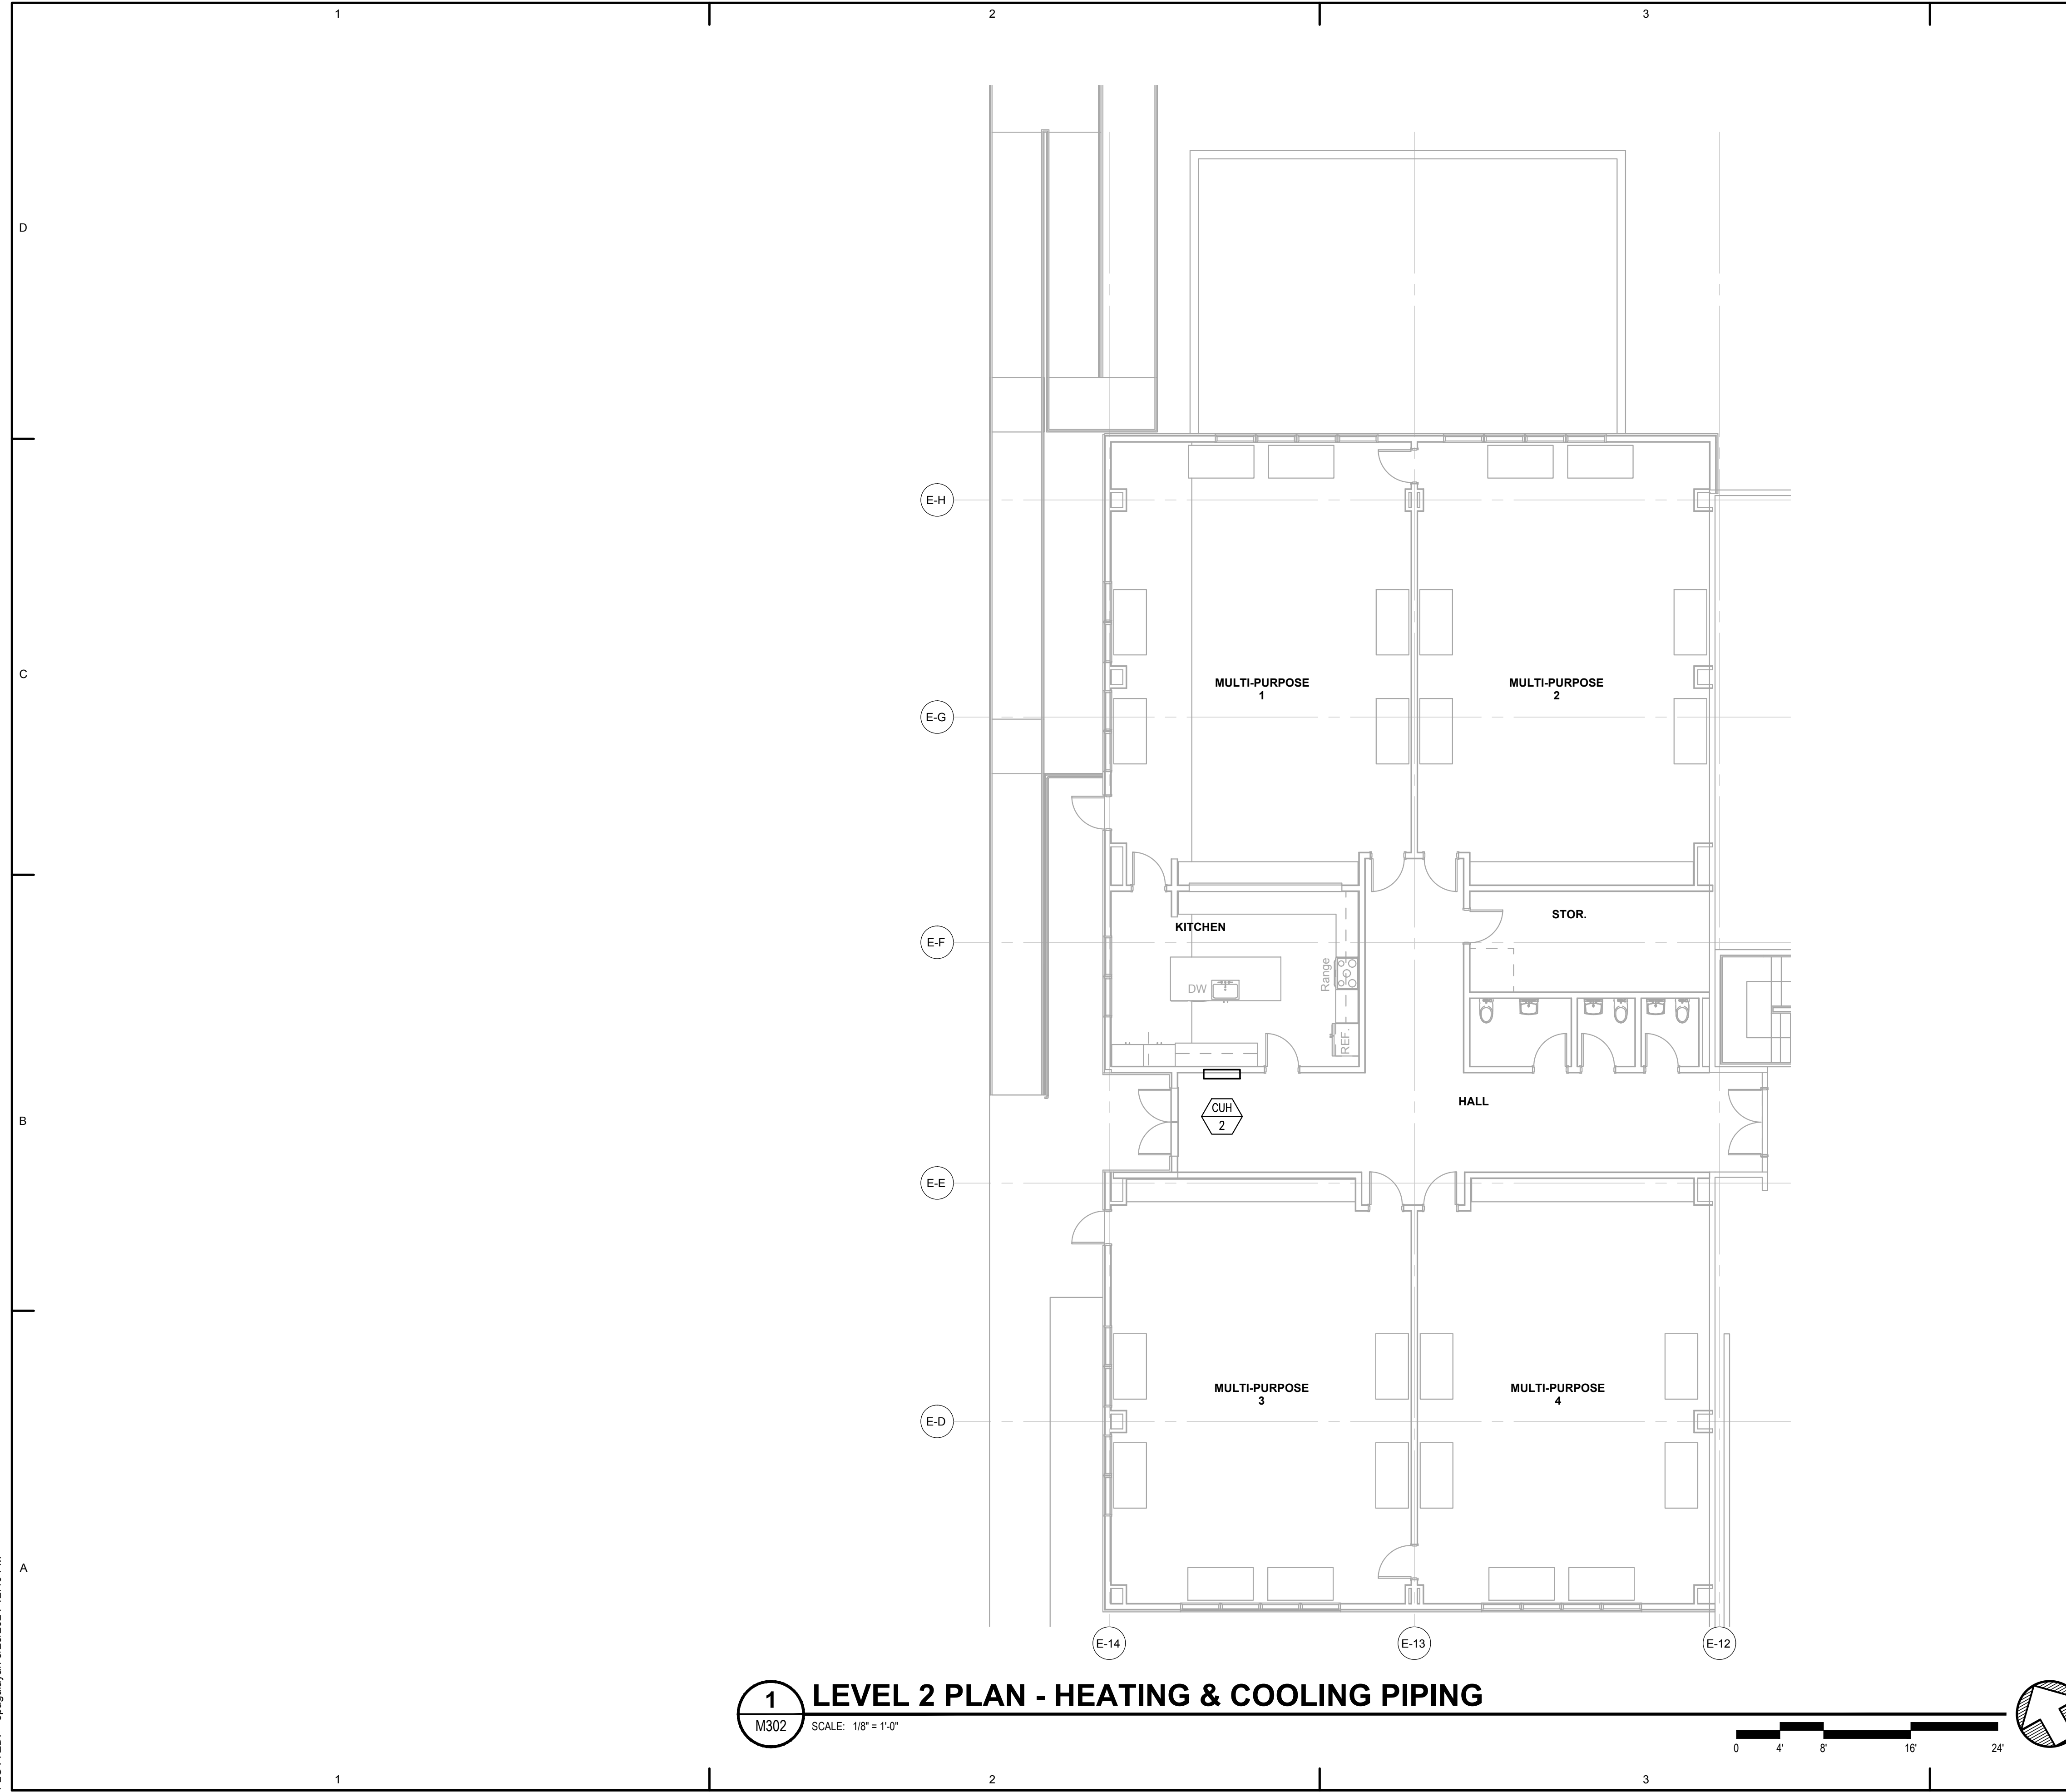 1 2 3
D
E-H
C
MULTI-PURPOSE
1
MULTI-PURPOSE
2
E-G
STOR.
KITCHEN
E-F
Range
DW
REF.
HALL
CUH
2
B
E-E
MULTI-PURPOSE
3
MULTI-PURPOSE
4
E-D
A
E-14 E-13 E-12
1
M302
LEVEL 2 PLAN - HEATING & COOLING PIPING
SCALE: 1/8" = 1'-0"
0 4' 8' 16' 24'
1 2 3